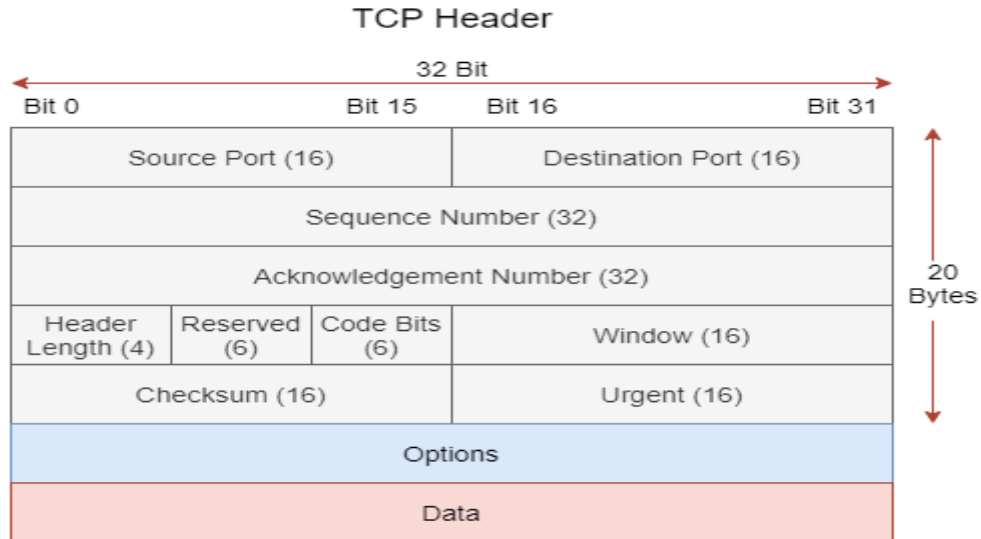 TCP Header
32 Bit
Bit 0 Bit 15 Bit 16 Bit 31
Source Port (16) Destination Port (16)
Sequence Number (32)
Acknowledgement Number (32)
20
Bytes
Header
Length (4)
Reserved
(6)
Code Bits
(6)
Window (16)
Checksum (16) Urgent (16)
Options
Data